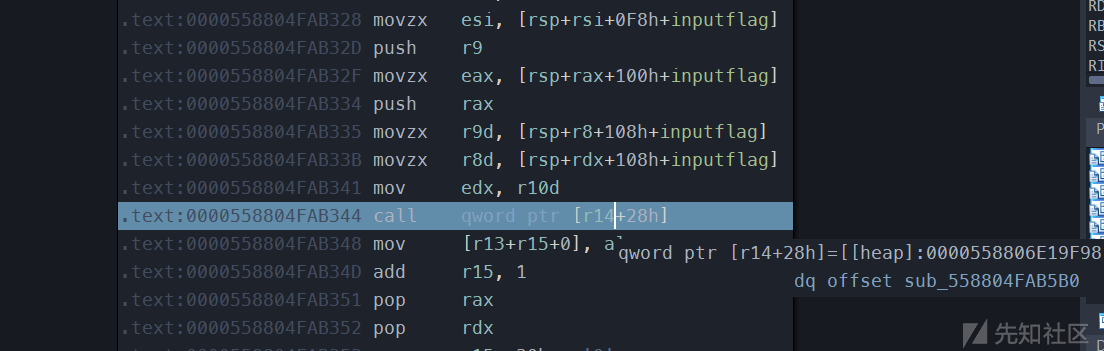 .text:0000558804FAB328 movzx esi, [rsp+rsi+0F8h+inputflag]
.text:0000558804FAB32D push r9
.text:0000558804FAB32F movzx eax, [rsp+rax+100h+inputflag]
.text:0000558804FAB334 push rax
.text:0000558804FAB335 movzx r9d, [rsp+r8+108h+inputflag]
.text:0000558804FAB33B movzx r8d, [rsp+rdx+108h+inputflag]
.text:0000558804FAB341 mov edx, r10d
.text:0000558804FAB344 call qword ptr [r14+28h]
.text:0000558804FAB348 mov [r13+r15+0], al
qword ptr [r14+28h]=[[heap]:0000558806E19F98
.text:0000558804FAB34D add r15, 1
dq offset sub_558804FAB5B0
.text:0000558804FAB351 pop rax
.text:0000558804FAB352 pop rdx
RB
RS
RI
P
先知社区